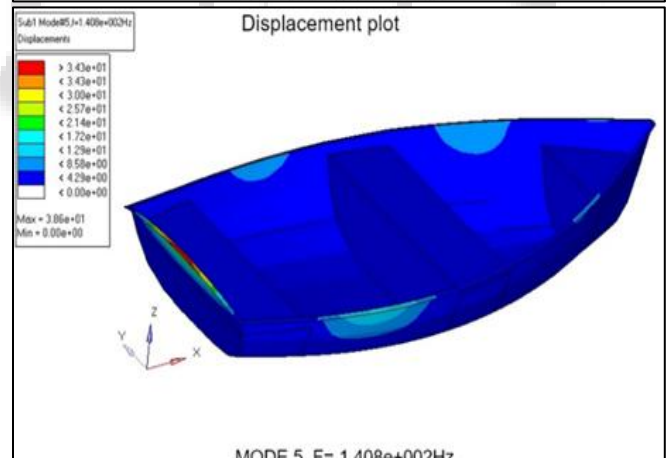 Displacement plot
Sub1 Mode#5,f=1.408e+002Hz
Displacements
> 3.43e+01
< 3.43e+01
< 3.00e+01
< 2.57e+01
< 2.14e+01
< 1.72e+01
< 1.29e+01
< 8.58e+00
< 4.29e+00
< 0.00e+00
Max = 3.86e+01
Min = 0.00e+00
Z
Y
X
MODE 5, F= 1.408e+002Hz